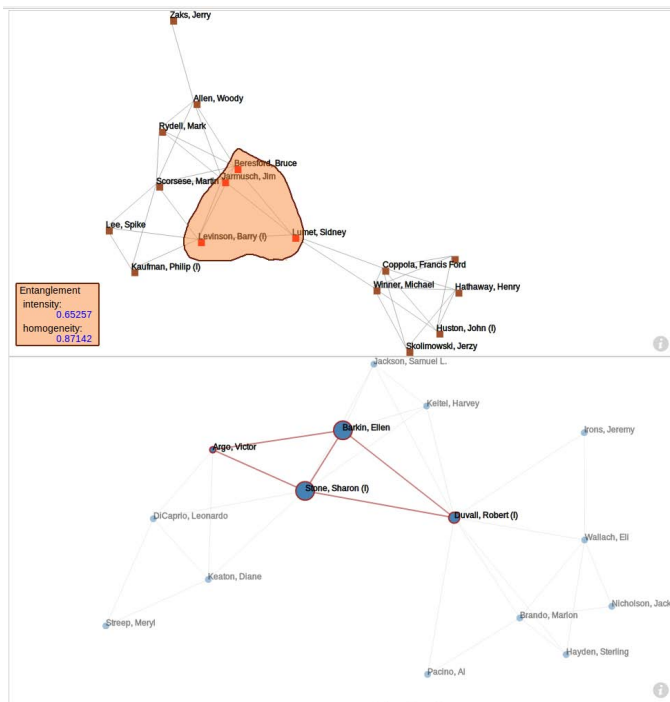 Zaks, Jerry
Allen, Woody
Rydell, Mark
Beresford, Bruce
Jarmusch, Jim
Scorsese, Martin
Lee, Spike
Lumet, Sidney
Levinson, Barry (I)
Kaufman, Philip (I)
Coppola, Francis Ford
Winner, Michael
Hathaway, Henry
Entanglement
intensity:
0.65257
homogeneity:
0.87142
Huston, John (I)
Skolimowski, Jerzy
i
Jackson, Samuel L.
Keitel, Harvey
Barkin, Ellen
Irons, Jeremy
Argo, Victor
Stone, Sharon (I)
DiCaprio, Leonardo
Duvall, Robert (I)
Wallach, Eli
Keaton, Diane
Nicholson, Jack
Brando, Marlon
Streep, Meryl
Hayden, Sterling
Pacino, Al
i